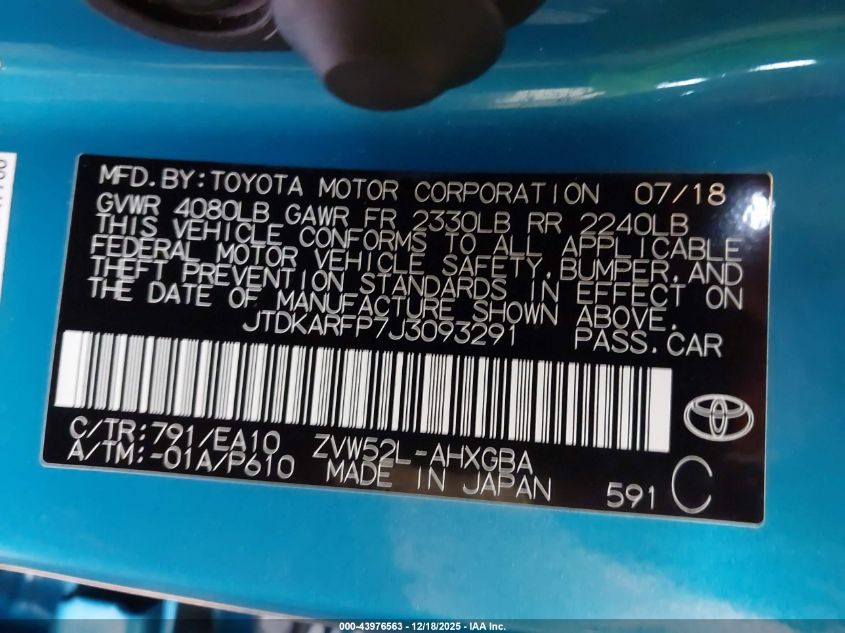 MFD.BY:TOYOTA MOTOR CORPORATION 07/18
GVWR 4080LB GAWR FR 2330LB RR 2240LB
THIS VEHICLE CONFORMS TO ALL APPLICABLE
FEDERAL MOTOR VEHICLE SAFETY,BUMPER,AND
THEFT PREVENTION STANDARDS IN EFFECT ON
THE DATE OF MANUFACTURE SHOWN ABOVE.
JTDKARFP7J3093291 PASS.CAR
C/TR:791/EA10 ZVW52L-AHXGBA
A/TM:-01A/P610 MADE IN JAPAN 591 C
000-43976563 - 12/18/2025 - IAA Inc.